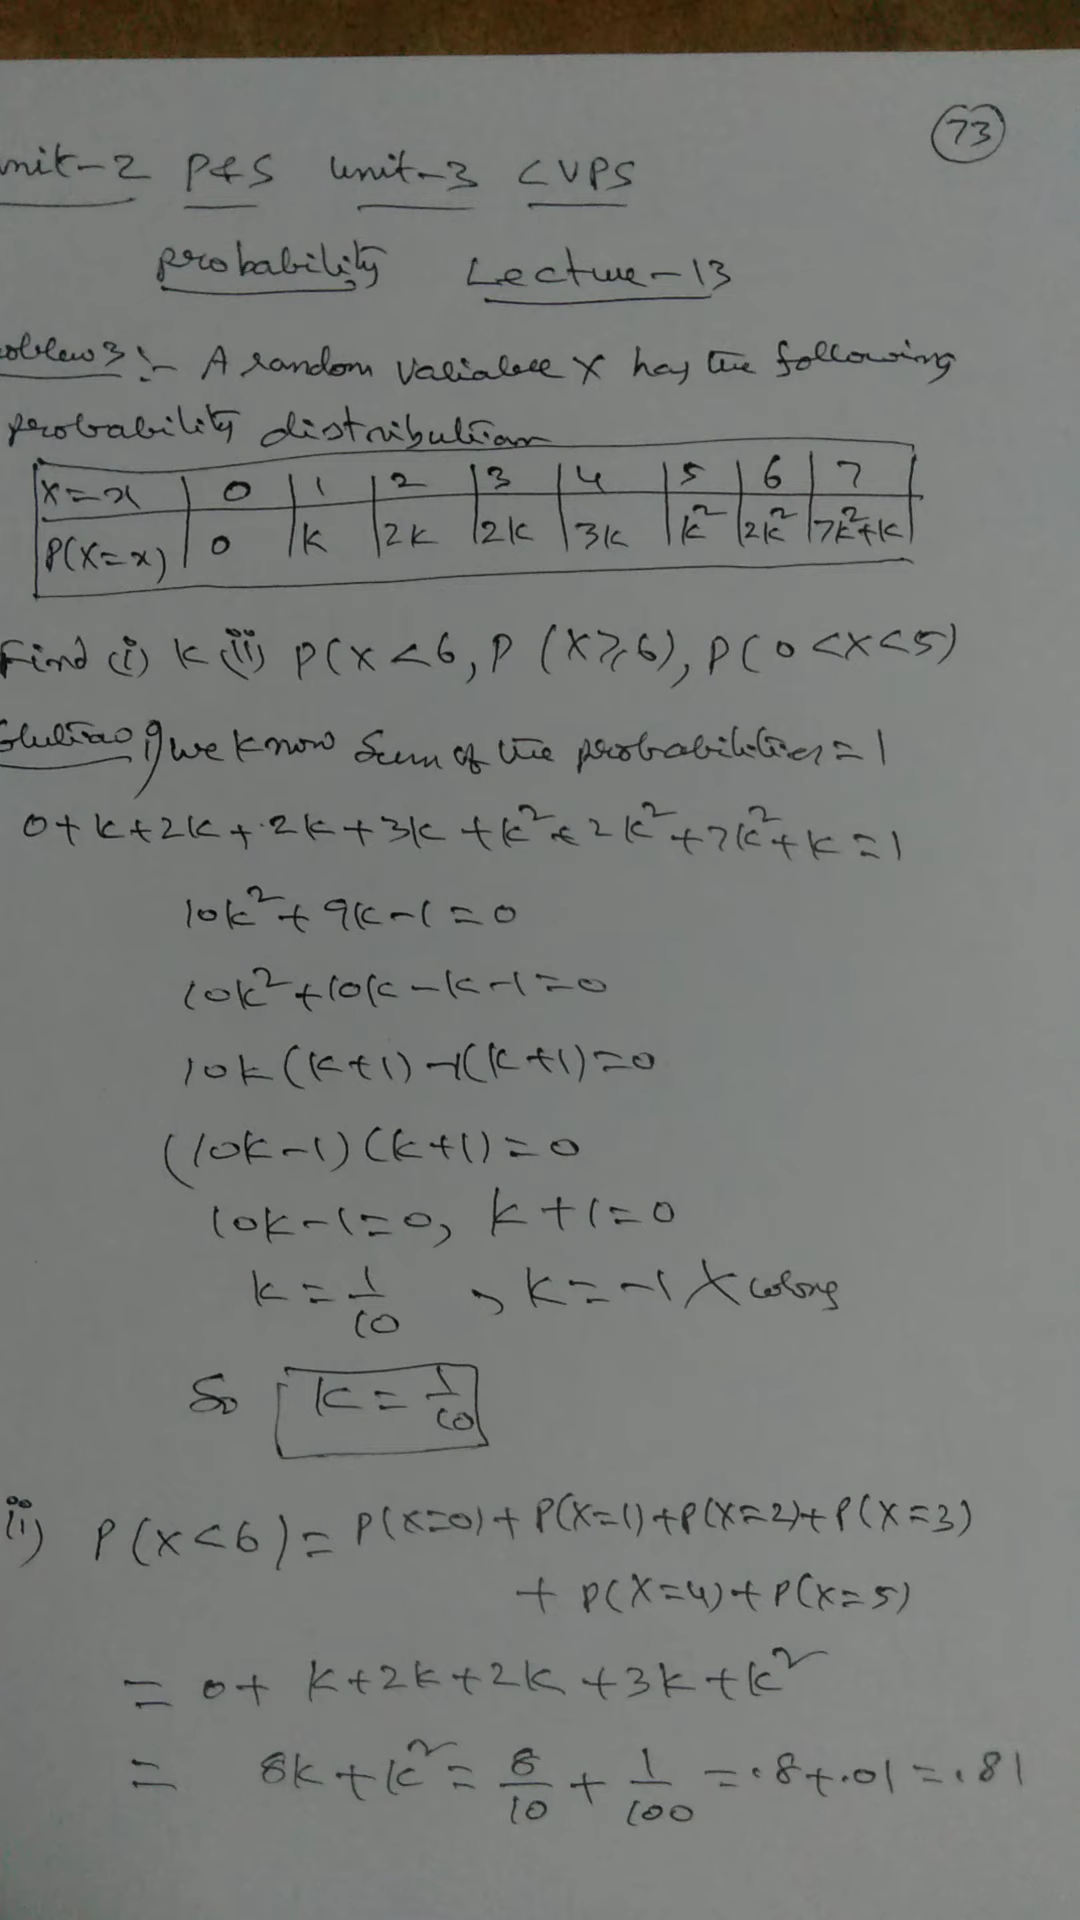 73
nit-2 P&S Unit-3 CVPS
probability Lecture-13
oblem 3:- A random variable X has the following
probability distribution
X=x 0 1 2 3 4 5 6 7
P(X=x) 0 k 2k 2k 3k k² 2k² 7k²+k
Find (i) k (ii) P(X<6, P(X≥6), P(0<X<5)
i) we know Sum of the probabilities = 1
0+k+2k+2k+3k+k²+2k²+7k²+k=1
10k²+9k-1=0
10k²+10k-k-1=0
10k(k+1)-1(k+1)=0
(10k-1)(k+1)=0
10k-1=0, k+1=0
k=1/10, k=-1 X wrong
So k=1/10
ii) P(X<6)=P(X=0)+P(X=1)+P(X=2)+P(X=3)
+P(X=4)+P(X=5)
=0+k+2k+2k+3k+k²
= 8k+k²=8/10+1/100=.8+.01=.81